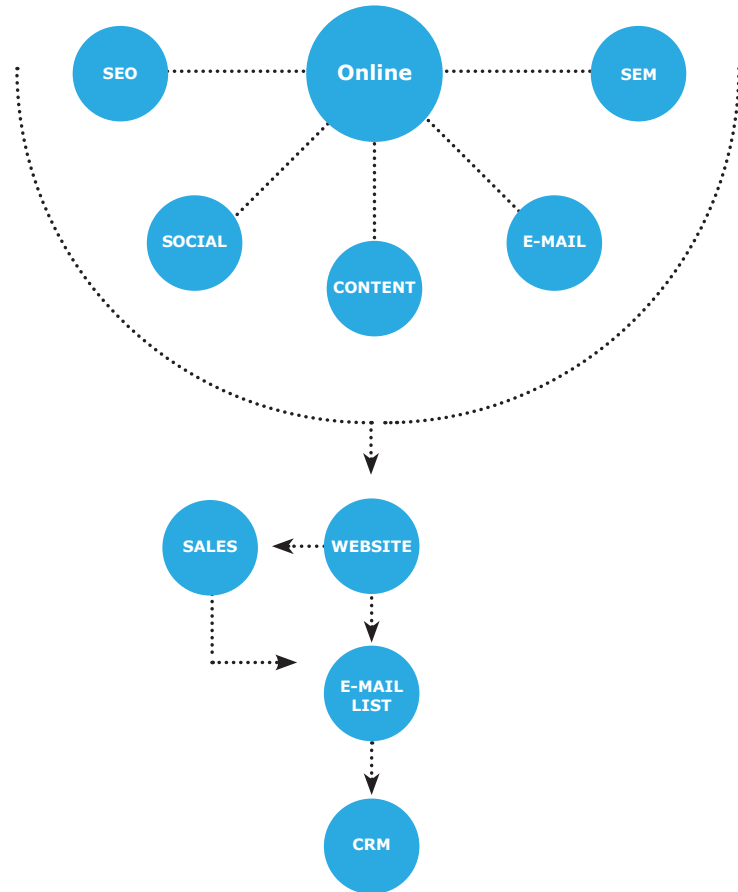 SEO
Online
SEM
SOCIAL
E-MAIL
CONTENT
SALES
WEBSITE
E-MAIL
LIST
CRM